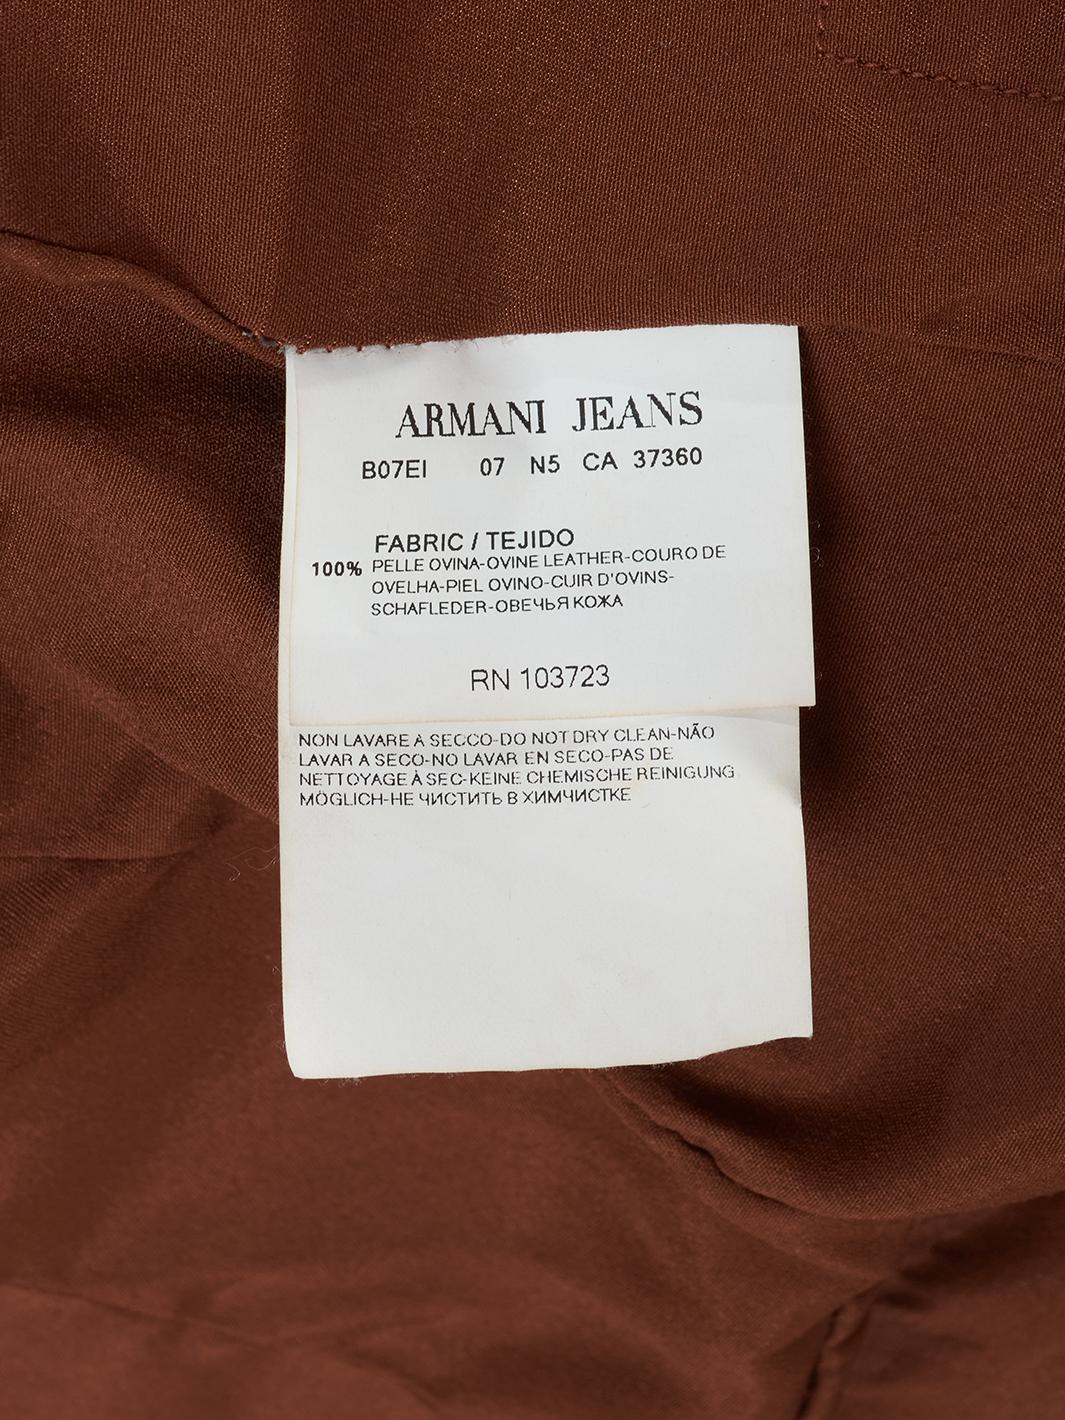 ARMANI JEANS
B07EI 07 N5 CA 37360
FABRIC / TEJIDO
100% PELLE OVINA-OVINE LEATHER-COURO DE
OVELHA-PIEL OVINO-CUIR D'OVINS-
SCHAFLEDER-ОВЕЧЬЯ КОЖА
RN 103723
NON LAVARE A SECCO-DO NOT DRY CLEAN-NÃO
LAVAR A SECO-NO LAVAR EN SECO-PAS DE
NETTOYAGE À SEC-KEINE CHEMISCHE REINIGUNG
MÖGLICH-НЕ ЧИСТИТЬ В ХИМЧИСТКЕ